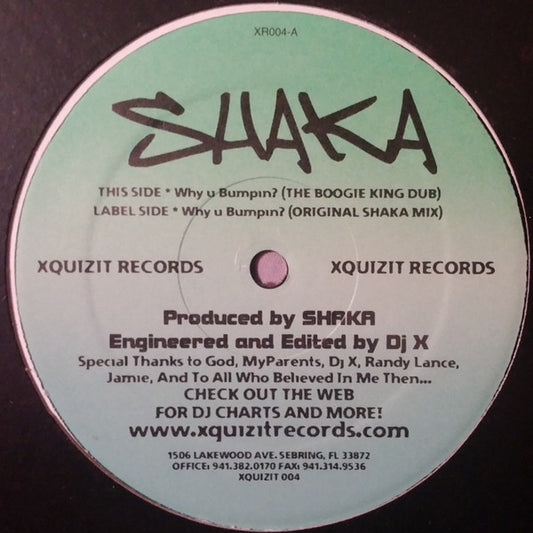 XR004-A
SHAKA
THIS SIDE * Why u Bumpin? (THE BOOGIE KING DUB)
LABEL SIDE * Why u Bumpin? (ORIGINAL SHAKA MIX)
XQUIZIT RECORDS XQUIZIT RECORDS
Produced by SHAKA
Engineered and Edited by Dj X
Special Thanks to God, MyParents, Dj X, Randy Lance,
Jamie, And To All Who Believed In Me Then...
CHECK OUT THE WEB
FOR DJ CHARTS AND MORE!
www.xquizitrecords.com
1506 LAKEWOOD AVE. SEBRING, FL 33872
OFFICE: 941.382.0170 FAX: 941.314.9536
XQUIZIT 004